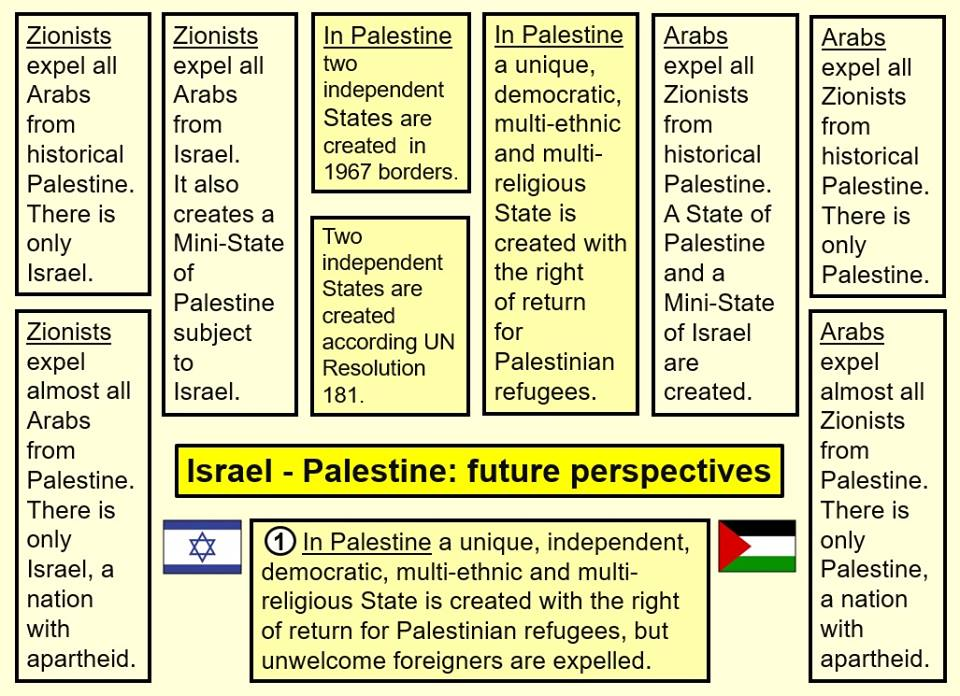 Zionists
expel all
Arabs
from
historical
Palestine.
There is
only
Israel.
Zionists
expel
almost all
Arabs
from
Palestine.
There is
only
Israel, a
nation
with
apartheid.
Zionists
expel all
Arabs
from
Israel.
It also
creates a
Mini-State
of
Palestine
subject
to
Israel.
In Palestine
two
independent
States are
created in
1967 borders.
Two
independent
States are
created
according UN
Resolution
181.
In Palestine
a unique,
democratic,
multi-ethnic
and multi-
religious
State is
created with
the right
of return
for
Palestinian
refugees.
Arabs
expel all
Zionists
from
historical
Palestine.
A State of
Palestine
and a
Mini-State
of Israel
are
created.
Arabs
expel all
Zionists
from
historical
Palestine.
There is
only
Palestine.
Arabs
expel
almost all
Zionists
from
Palestine.
There is
only
Palestine,
a nation
with
apartheid.
Israel - Palestine: future perspectives
① In Palestine a unique, independent,
democratic, multi-ethnic and multi-
religious State is created with the right
of return for Palestinian refugees, but
unwelcome foreigners are expelled.